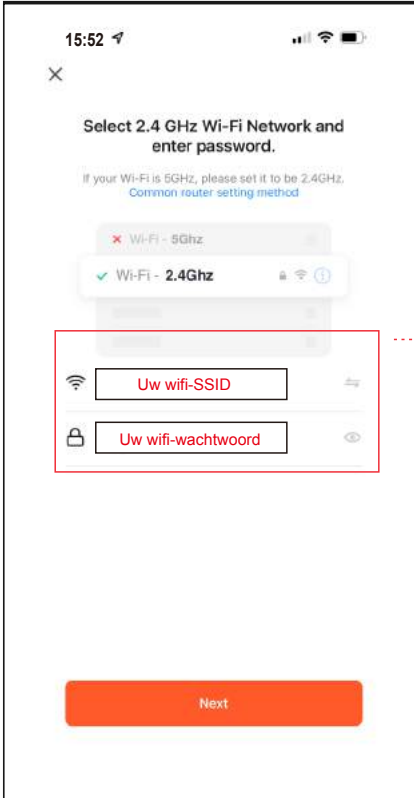 15:52
Select 2.4 GHz Wi-Fi Network and
enter password.
If your Wi-Fi is 5GHz, please set it to be 2.4GHz.
Common router setting method
Wi-Fi - 5Ghz
Wi-Fi - 2.4Ghz
Uw wifi-SSID
Uw wifi-wachtwoord
Next